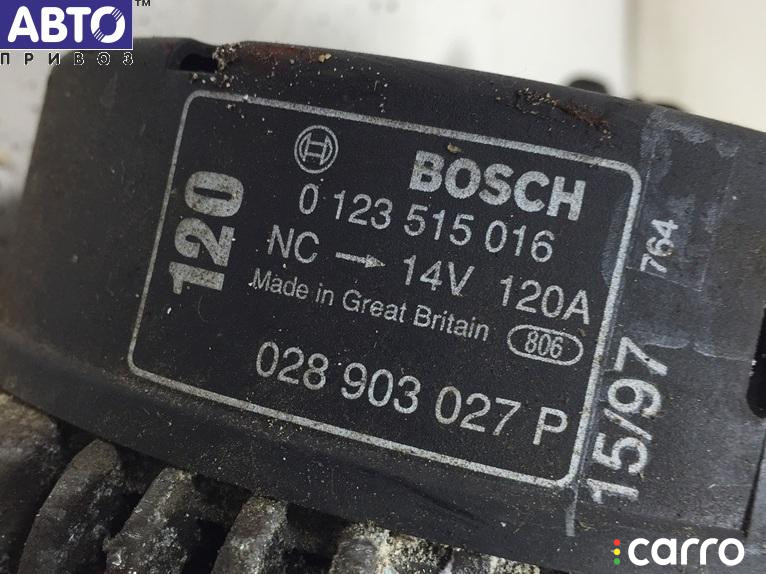 АВТО™
ПРИВОЗ
120
BOSCH
0 123 515 016
NC → 14V 120A
Made in Great Britain 806
028 903 027 P
764
15/97
carro